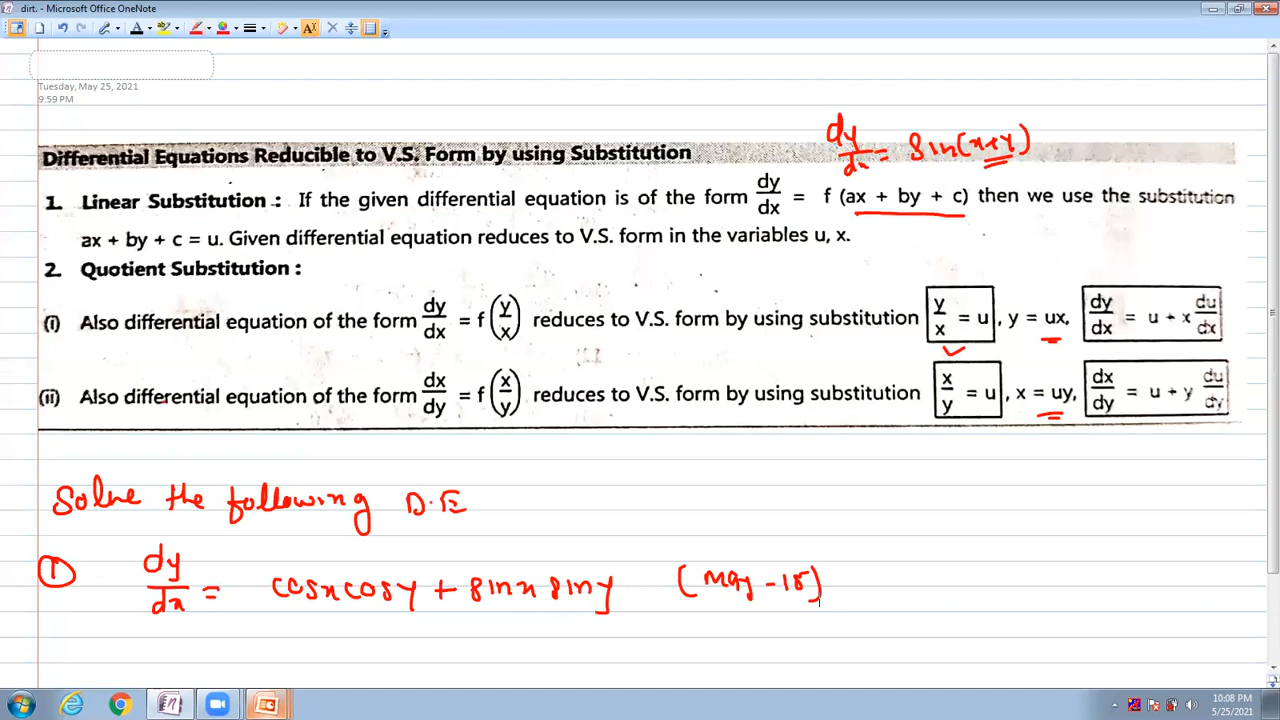 dirt. - Microsoft Office OneNote
Tuesday, May 25, 2021
9:59 PM
dy/dx = sin(x+y)
Differential Equations Reducible to V.S. Form by using Substitution
1. Linear Substitution : If the given differential equation is of the form dy/dx = f (ax + by + c) then we use the substitution
ax + by + c = u. Given differential equation reduces to V.S. form in the variables u, x.
2. Quotient Substitution :
(i) Also differential equation of the form dy/dx = f (y/x) reduces to V.S. form by using substitution y/x = u, y = ux, dy/dx = u + x du/dx
(ii) Also differential equation of the form dx/dy = f (x/y) reduces to V.S. form by using substitution x/y = u, x = uy, dx/dy = u + y du/dy
Solve the following D.E
① dy/dx = cosx cosy + sinx siny (May - 18)
10:08 PM
5/25/2021